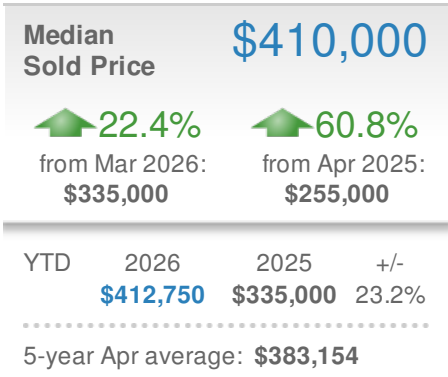 Median $410,000
Sold Price
22.4% 60.8%
from Mar 2026: from Apr 2025:
$335,000 $255,000
YTD 2026 2025 +/-
$412,750 $335,000 23.2%
5-year Apr average: $383,154